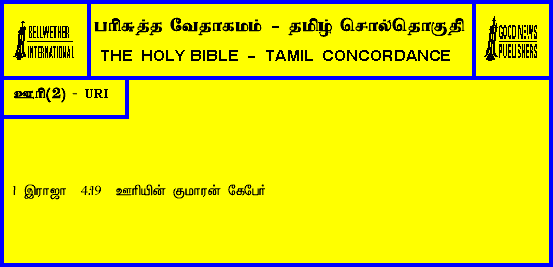 BELLWETHER
INTERNATIONAL
பரிசுத்த வேதாகமம் - தமிழ் சொல்தொகுதி
THE HOLY BIBLE - TAMIL CONCORDANCE
GOOD NEWS
PUBLISHERS
ஊரி(2) - URI
1 இராஜா 4:19 ஊரியின் குமாரன் கேபேர்